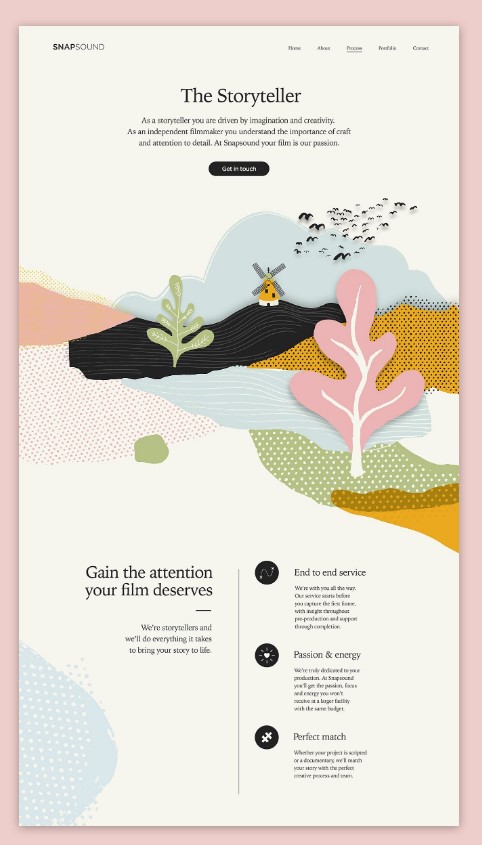 SNAPSOUND
Home About Process Portfolio Contact
The Storyteller
As a storyteller you are driven by imagination and creativity.
As an independent filmmaker you understand the importance of craft
and attention to detail. At Snapsound your film is our passion.
Get in touch
Gain the attention
your film deserves
We're storytellers and
we'll do everything it takes
to bring your story to life.
End to end service
We're with you all the way.
Our service starts before
you capture the first frame,
with insight throughout
pre-production and support
through completion.
Passion & energy
We're truly dedicated to your
production. At Snapsound
you'll get the passion, focus
and energy you won't
receive at a larger facility
with the same budget.
Perfect match
Whether your project is scripted
or a documentary, we'll match
your story with the perfect
creative process and team.